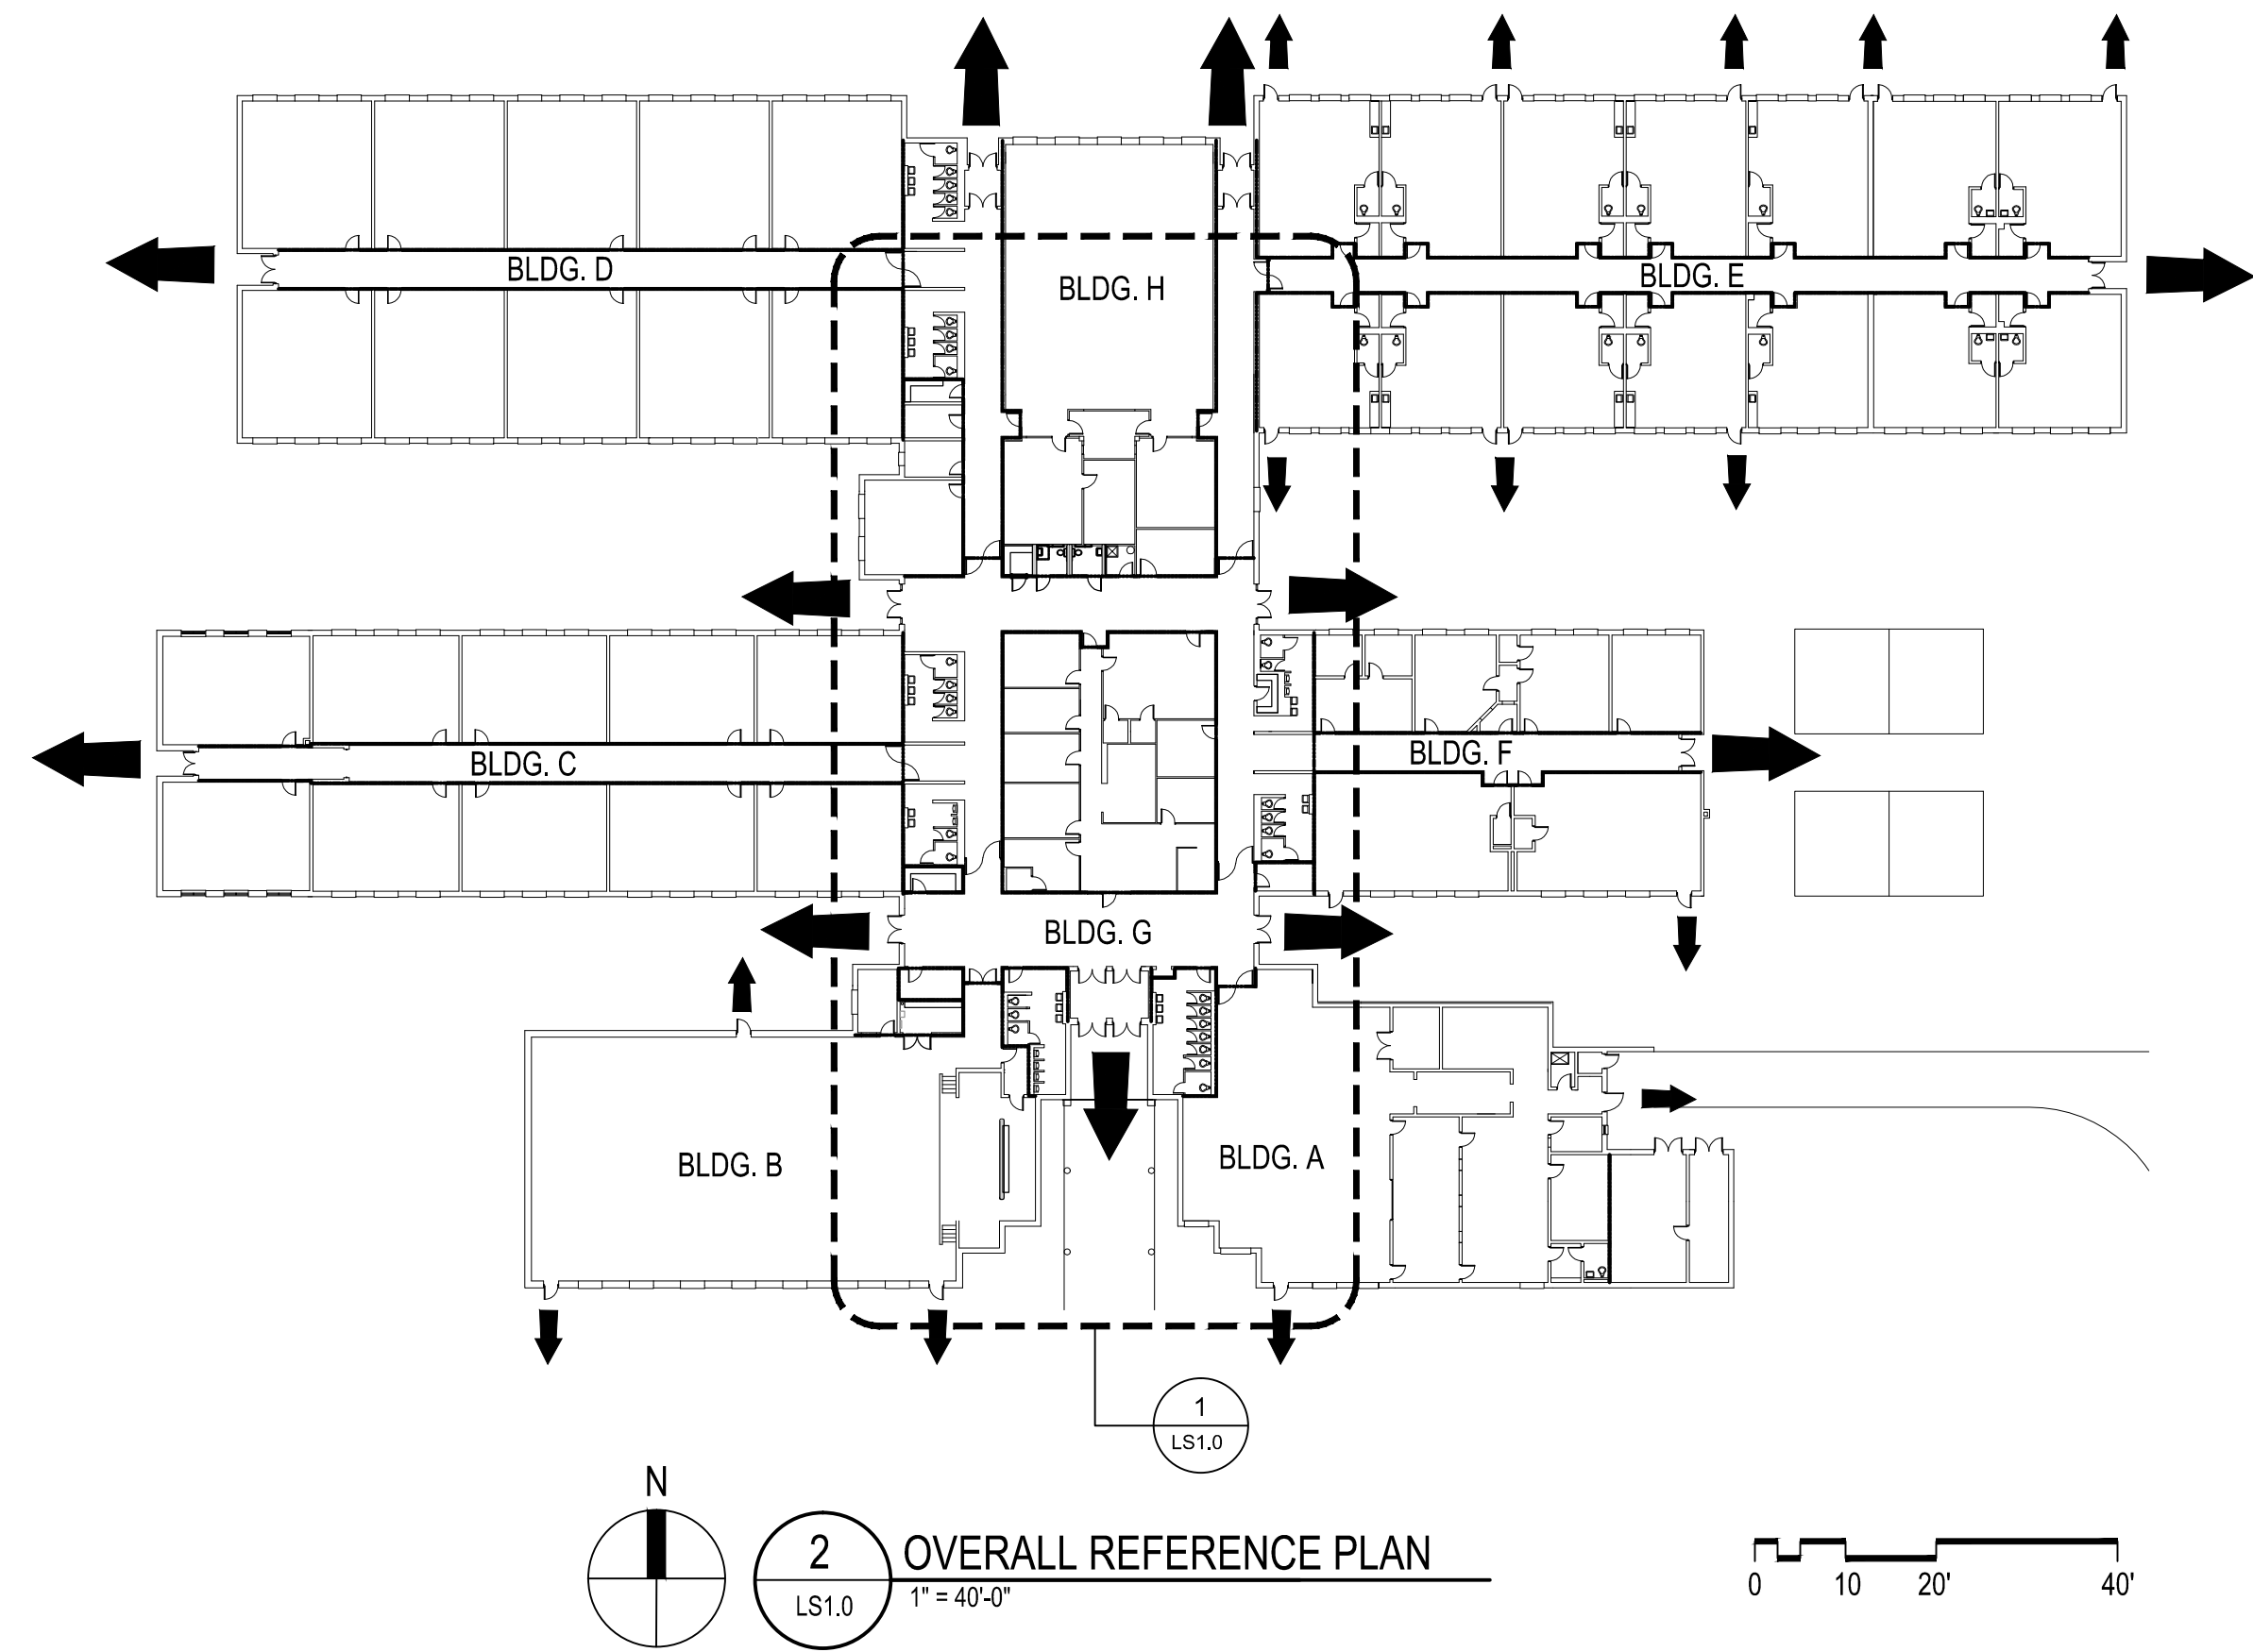 BLDG. D
BLDG. H
BLDG. E
BLDG. C
BLDG. F
BLDG. G
BLDG. B
BLDG. A
1
LS1.0
N
2
LS1.0
OVERALL REFERENCE PLAN
1" = 40'-0"
0 10 20' 40'